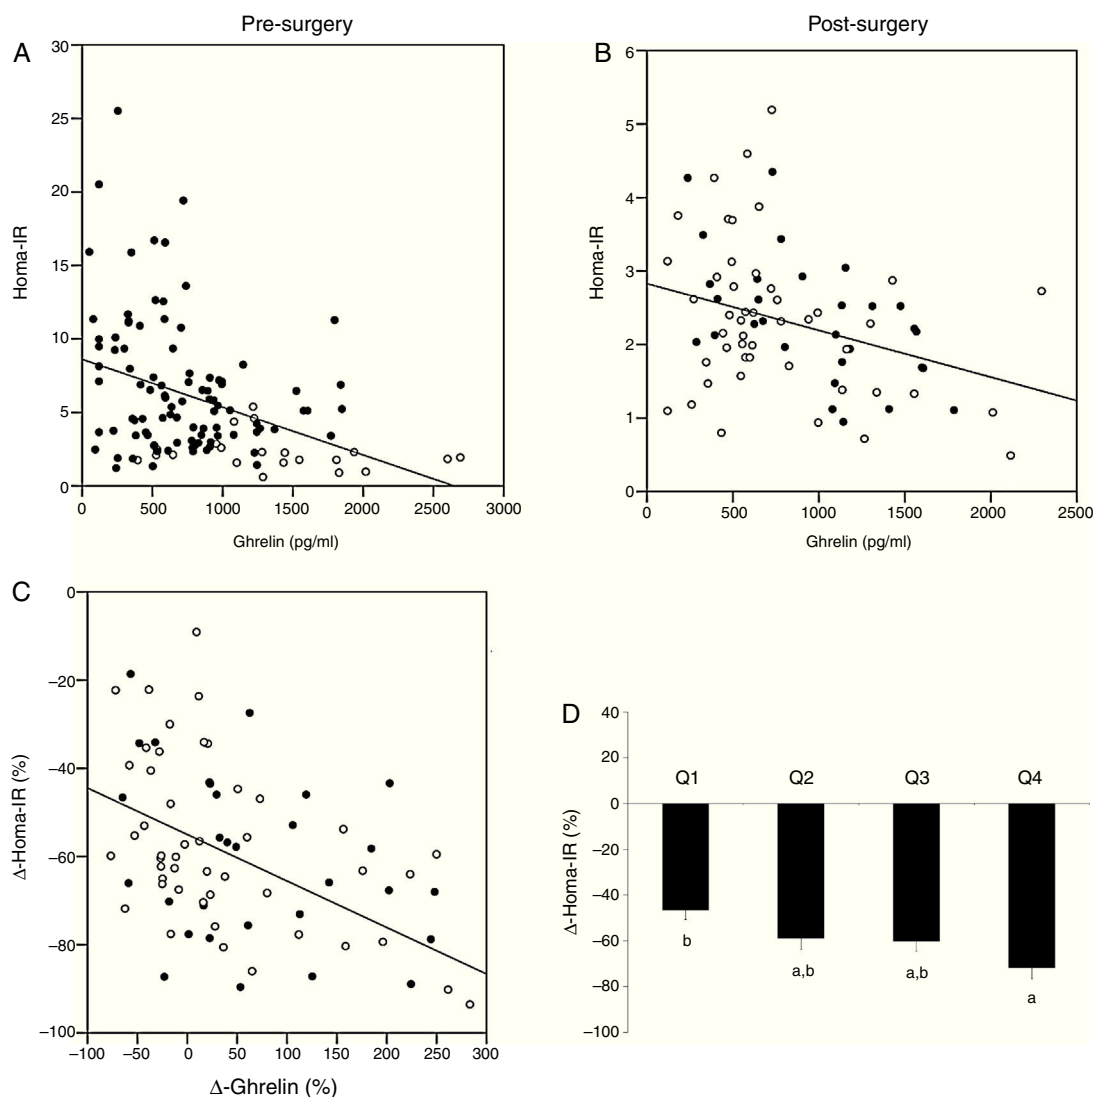 Pre-surgery
Post-surgery
A
30
25
20
15
10
5
0
Homa-IR
0 500 1000 1500 2000 2500 3000
Ghrelin (pg/ml)
B
6
5
4
3
2
1
0
Homa-IR
0 500 1000 1500 2000 2500
Ghrelin (pg/ml)
C
0
–20
–40
–60
–80
–100
Δ-Homa-IR (%)
–100 –50 0 50 100 150 200 250 300
Δ-Ghrelin (%)
D
40
20
0
–20
–40
–60
–80
–100
Δ-Homa-IR (%)
Q1 Q2 Q3 Q4
b a,b a,b a